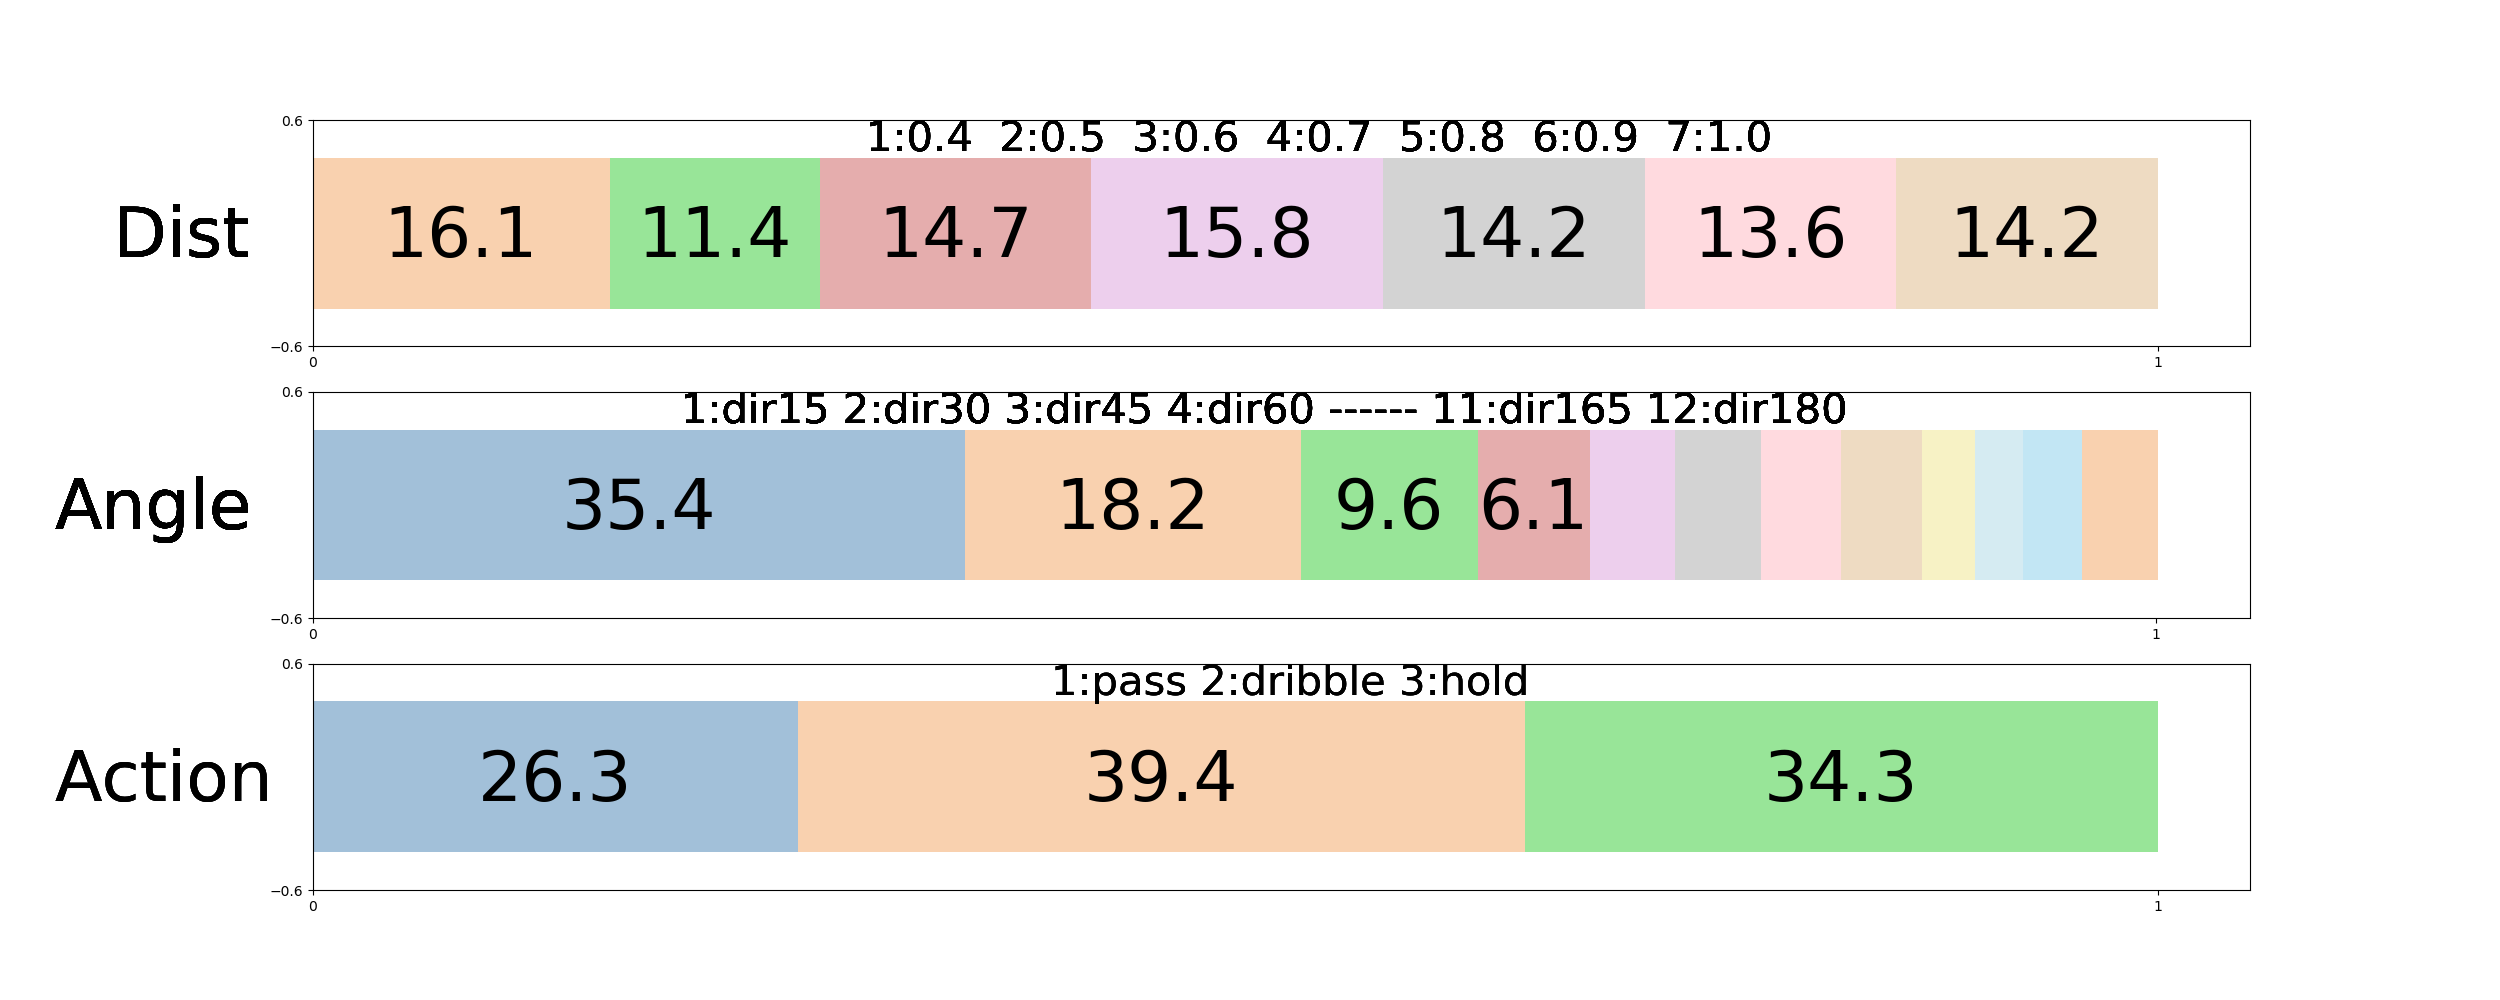 0.6
1:0.4 2:0.5 3:0.6 4:0.7 5:0.8 6:0.9 7:1.0
Dist
16.1 11.4 14.7 15.8 14.2 13.6 14.2
−0.6
0 1
0.6
1:dir15 2:dir30 3:dir45 4:dir60 ------ 11:dir165 12:dir180
Angle
35.4 18.2 9.6 6.1
−0.6
0 1
0.6
1:pass 2:dribble 3:hold
Action
26.3 39.4 34.3
−0.6
0 1